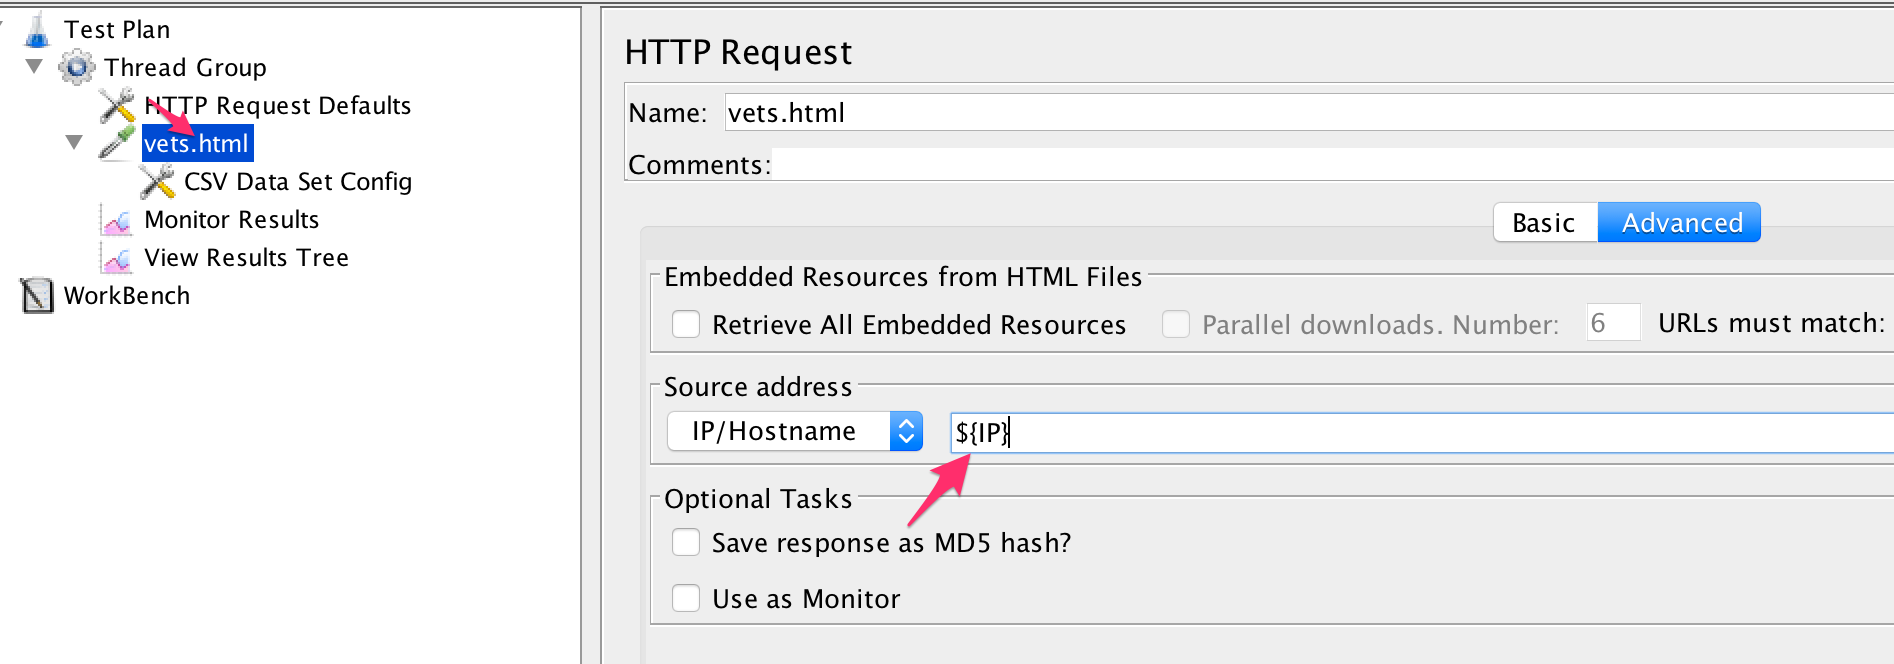 Test Plan
Thread Group
HTTP Request Defaults
vets.html
CSV Data Set Config
Monitor Results
View Results Tree
WorkBench
HTTP Request
Name: vets.html
Comments:
Basic Advanced
Embedded Resources from HTML Files
Retrieve All Embedded Resources Parallel downloads. Number: 6 URLs must match:
Source address
IP/Hostname ${IP}
Optional Tasks
Save response as MD5 hash?
Use as Monitor